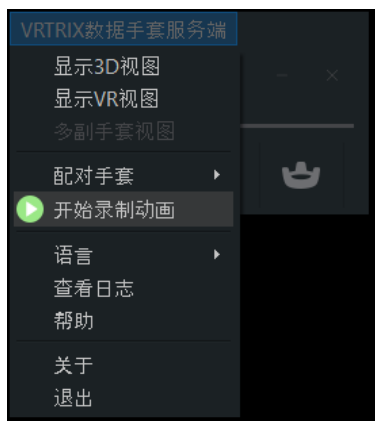 VRTRIX数据手套服务端
显示3D视图
显示VR视图
多副手套视图
配对手套
开始录制动画
语言
查看日志
帮助
关于
退出